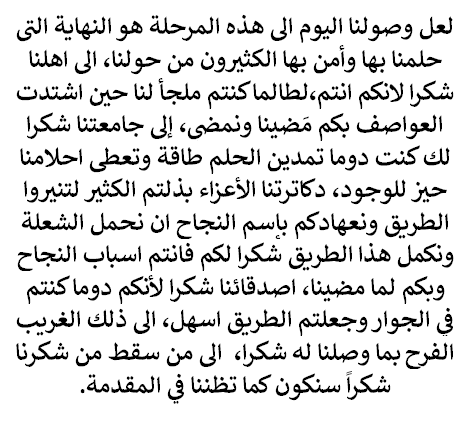 لعل وصولنا اليوم الى هذه المرحلة هو النهاية التى
حلمنا بها وأمن بها الكثيرون من حولنا، الى اهلنا
شكرا لانكم انتم،لطالما كنتم ملجأ لنا حين اشتدت
العواصف بكم مَضينا ونمضى، إلى جامعتنا شكرا
لك كنت دوما تمدين الحلم طاقة وتعطى احلامنا
حيز للوجود، دكاترتنا الأعزاء بذلتم الكثير لتنيروا
الطريق ونعهادكم بإسم النجاح ان نحمل الشعلة
ونكمل هذا الطريق شكرا لكم فانتم اسباب النجاح
وبكم لما مضينا، اصدقائنا شكرا لأنكم دوما كنتم
في الجوار وجعلتم الطريق اسهل، الى ذلك الغريب
الفرح بما وصلنا له شكرا، الى من سقط من شكرنا
شكراً سنكون كما تظننا في المقدمة.